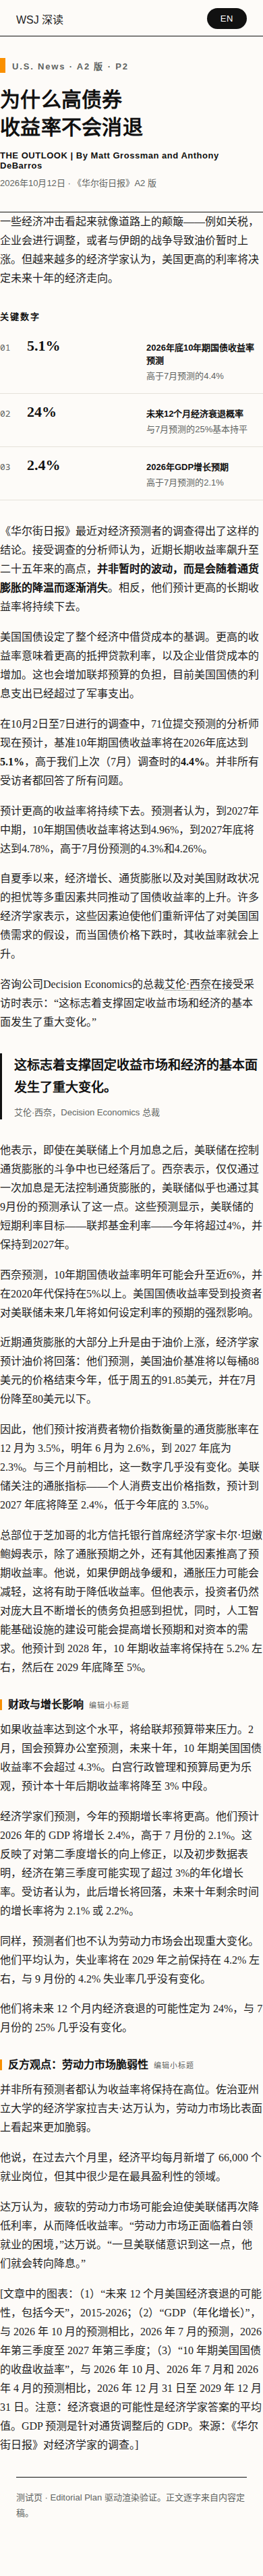 WSJ 深读
EN
U.S. News · A2 版 · P2
为什么高债券
收益率不会消退
THE OUTLOOK | By Matt Grossman and Anthony
DeBarros
2026年10月12日 · 《华尔街日报》A2 版
一些经济冲击看起来就像道路上的颠簸——例如关税，
企业会进行调整，或者与伊朗的战争导致油价暂时上
涨。但越来越多的经济学家认为，美国更高的利率将决
定未来十年的经济走向。
关键数字
01
5.1%
2026年底10年期国债收益率
预测
高于7月预测的4.4%
02
24%
未来12个月经济衰退概率
与7月预测的25%基本持平
03
2.4%
2026年GDP增长预期
高于7月预测的2.1%
《华尔街日报》最近对经济预测者的调查得出了这样的
结论。接受调查的分析师认为，近期长期收益率飙升至
二十五年来的高点，并非暂时的波动，而是会随着通货
膨胀的降温而逐渐消失。相反，他们预计更高的长期收
益率将持续下去。
美国国债设定了整个经济中借贷成本的基调。更高的收
益率意味着更高的抵押贷款利率，以及企业借贷成本的
增加。这也会增加联邦预算的负担，目前美国国债的利
息支出已经超过了军事支出。
在10月2日至7日进行的调查中，71位提交预测的分析师
现在预计，基准10年期国债收益率将在2026年底达到
5.1%，高于我们上次（7月）调查时的4.4%。并非所有
受访者都回答了所有问题。
预计更高的收益率将持续下去。预测者认为，到2027年
中期，10年期国债收益率将达到4.96%，到2027年底将
达到4.78%，高于7月份预测的4.3%和4.26%。
自夏季以来，经济增长、通货膨胀以及对美国财政状况
的担忧等多重因素共同推动了国债收益率的上升。许多
经济学家表示，这些因素迫使他们重新评估了对美国国
债需求的假设，而当国债价格下跌时，其收益率就会上
升。
咨询公司Decision Economics的总裁艾伦·西奈在接受采
访时表示：“这标志着支撑固定收益市场和经济的基本
面发生了重大变化。”
这标志着支撑固定收益市场和经济的基本面
发生了重大变化。
艾伦·西奈，Decision Economics 总裁
他表示，即使在美联储上个月加息之后，美联储在控制
通货膨胀的斗争中也已经落后了。西奈表示，仅仅通过
一次加息是无法控制通货膨胀的，美联储似乎也通过其
9月份的预测承认了这一点。这些预测显示，美联储的
短期利率目标——联邦基金利率——今年将超过4%，并
保持到2027年。
西奈预测，10年期国债收益率明年可能会升至近6%，并
在2020年代保持在5%以上。美国国债收益率受到投资者
对美联储未来几年将如何设定利率的预期的强烈影响。
近期通货膨胀的大部分上升是由于油价上涨，经济学家
预计油价将回落：他们预测，美国油价基准将以每桶88
美元的价格结束今年，低于周五的91.85美元，并在7月
份降至80美元以下。
因此，他们预计按消费者物价指数衡量的通货膨胀率在
12 月为 3.5%，明年 6 月为 2.6%，到 2027 年底为
2.3%。与三个月前相比，这一数字几乎没有变化。美联
储关注的通胀指标——个人消费支出价格指数，预计到
2027 年底将降至 2.4%，低于今年底的 3.5%。
总部位于芝加哥的北方信托银行首席经济学家卡尔·坦嫩
鲍姆表示，除了通胀预期之外，还有其他因素推高了预
期收益率。他说，如果伊朗战争缓和，通胀压力可能会
减轻，这将有助于降低收益率。但他表示，投资者仍然
对庞大且不断增长的债务负担感到担忧，同时，人工智
能基础设施的建设可能会提高增长预期和对资本的需
求。他预计到 2028 年，10 年期收益率将保持在 5.2% 左
右，然后在 2029 年底降至 5%。
财政与增长影响 编辑小标题
如果收益率达到这个水平，将给联邦预算带来压力。2
月，国会预算办公室预测，未来十年，10 年期美国国债
收益率不会超过 4.3%。白宫行政管理和预算局更为乐
观，预计本十年后期收益率将降至 3% 中段。
经济学家们预测，今年的预期增长率将更高。他们预计
2026 年的 GDP 将增长 2.4%，高于 7 月份的 2.1%。这
反映了对第二季度增长的向上修正，以及初步数据表
明，经济在第三季度可能实现了超过 3%的年化增长
率。受访者认为，此后增长将回落，未来十年剩余时间
的增长率将为 2.1% 或 2.2%。
同样，预测者们也不认为劳动力市场会出现重大变化。
他们平均认为，失业率将在 2029 年之前保持在 4.2% 左
右，与 9 月份的 4.2% 失业率几乎没有变化。
他们将未来 12 个月内经济衰退的可能性定为 24%，与 7
月份的 25% 几乎没有变化。
反方观点：劳动力市场脆弱性 编辑小标题
并非所有预测者都认为收益率将保持在高位。佐治亚州
立大学的经济学家拉吉夫·达万认为，劳动力市场比表面
上看起来更加脆弱。
他说，在过去六个月里，经济平均每月新增了 66,000 个
就业岗位，但其中很少是在最具盈利性的领域。
达万认为，疲软的劳动力市场可能会迫使美联储再次降
低利率，从而降低收益率。“劳动力市场正面临着白领
就业的困境，”达万说。“一旦美联储意识到这一点，他
们就会转向降息。”
[文章中的图表：（1）“未来 12 个月美国经济衰退的可能
性，包括今天”，2015-2026；（2）“GDP（年化增长）”，
与 2026 年 10 月的预测相比，2026 年 7 月的预测，2026
年第三季度至 2027 年第三季度；（3）“10 年期美国国债
的收盘收益率”，与 2026 年 10 月、2026 年 7 月和 2026
年 4 月的预测相比，2026 年 12 月 31 日至 2029 年 12 月
31 日。注意：经济衰退的可能性是经济学家答案的平均
值。GDP 预测是针对通货调整后的 GDP。来源：《华尔
街日报》对经济学家的调查。]
测试页 · Editorial Plan 驱动渲染验证。正文逐字来自内容定
稿。